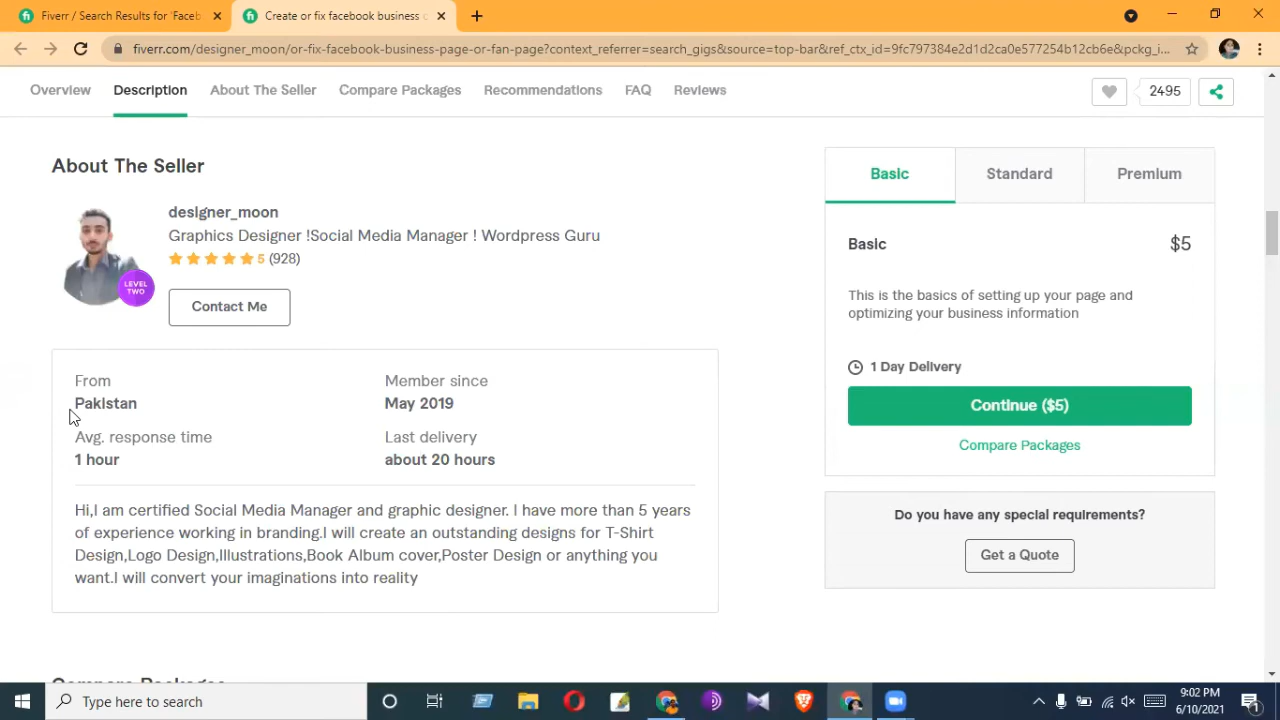 Fiverr / Search Results for 'Faceb
Create or fix facebook business c
fiverr.com/designer_moon/or-fix-facebook-business-page-or-fan-page?context_referrer=search_gigs&source=top-bar&ref_ctx_id=9fc797384e2d1d2ca0e577254b12cb6e&pckg_i...
Overview
Description
About The Seller
Compare Packages
Recommendations
FAQ
Reviews
2495
About The Seller
designer_moon
Graphics Designer !Social Media Manager ! Wordpress Guru
5 (928)
LEVEL
TWO
Contact Me
From
Pakistan
Member since
May 2019
Avg. response time
1 hour
Last delivery
about 20 hours
Hi,I am certified Social Media Manager and graphic designer. I have more than 5 years
of experience working in branding.I will create an outstanding designs for T-Shirt
Design,Logo Design,Illustrations,Book Album cover,Poster Design or anything you
want.I will convert your imaginations into reality
Basic
Standard
Premium
Basic
$5
This is the basics of setting up your page and
optimizing your business information
1 Day Delivery
Continue ($5)
Compare Packages
Do you have any special requirements?
Get a Quote
Compare Packages
Type here to search
9:02 PM
6/10/2021
1